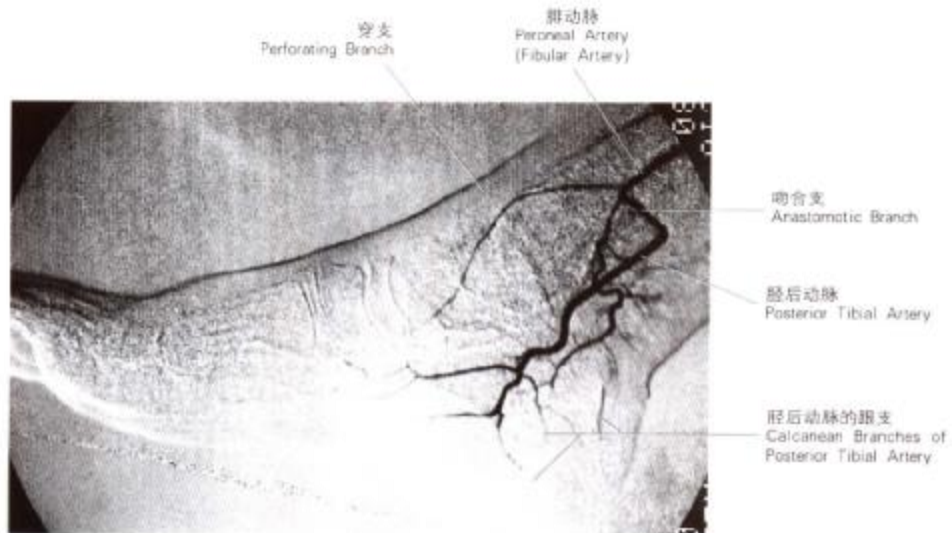 穿支
Perforating Branch
腓动脉
Peroneal Artery
(Fibular Artery)
吻合支
Anastomotic Branch
胫后动脉
Posterior Tibial Artery
胫后动脉的跟支
Calcanean Branches of
Posterior Tibial Artery